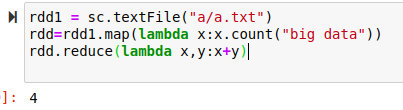 rdd1 = sc.textFile("a/a.txt")
rdd=rdd1.map(lambda x:x.count("big data"))
rdd.reduce(lambda x,y:x+y)
]: 4